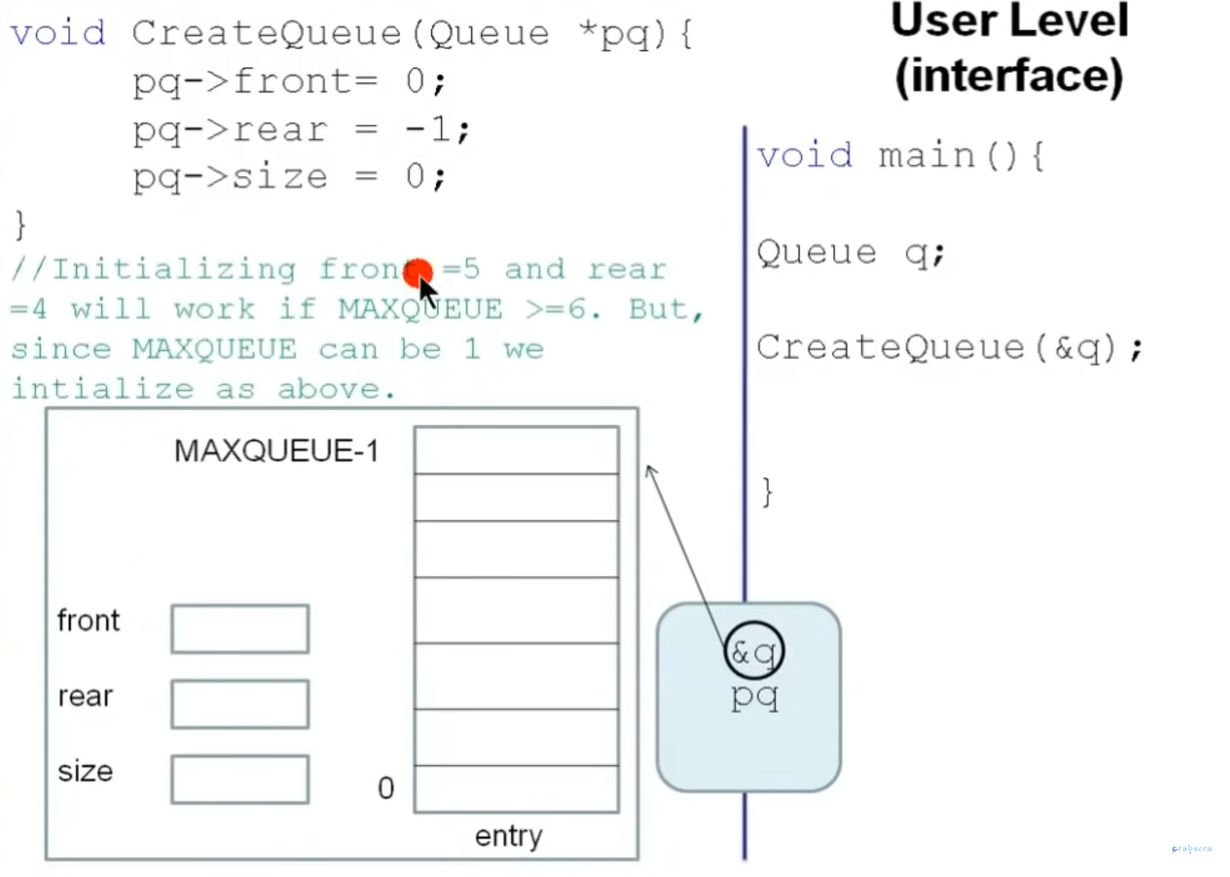 void CreateQueue(Queue *pq){
pq->front= 0;
pq->rear = -1;
pq->size = 0;
}
//Initializing front =5 and rear
=4 will work if MAXQUEUE >=6. But,
since MAXQUEUE can be 1 we
intialize as above.
MAXQUEUE-1
front
rear
size
0
entry
User Level
(interface)
void main(){
Queue q;
CreateQueue(&q);
}
&q
pq